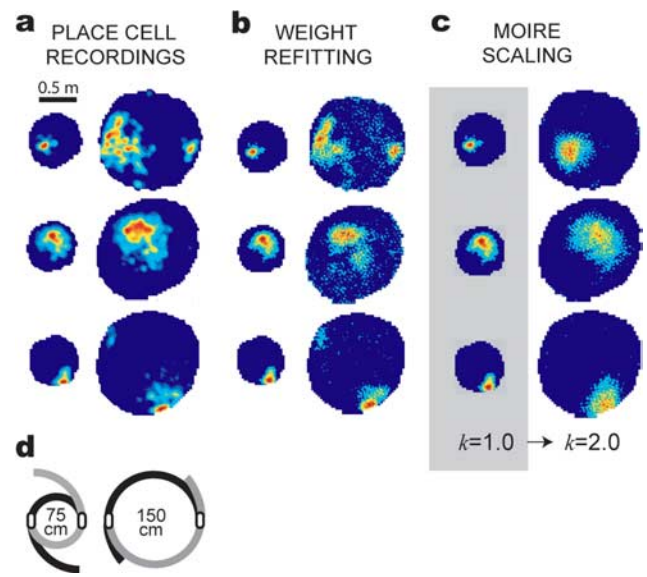 a PLACE CELL RECORDINGS
b WEIGHT REFITTING
c MOIRE SCALING
0.5 m
k=1.0 → k=2.0
d
75 cm
150 cm